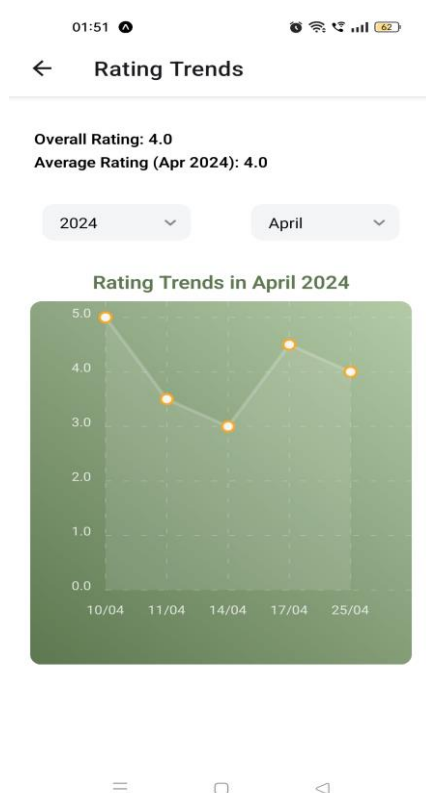 01:51 62
Rating Trends
Overall Rating: 4.0
Average Rating (Apr 2024): 4.0
2024 April
Rating Trends in April 2024
5.0
4.0
3.0
2.0
1.0
0.0
10/04 11/04 14/04 17/04 25/04